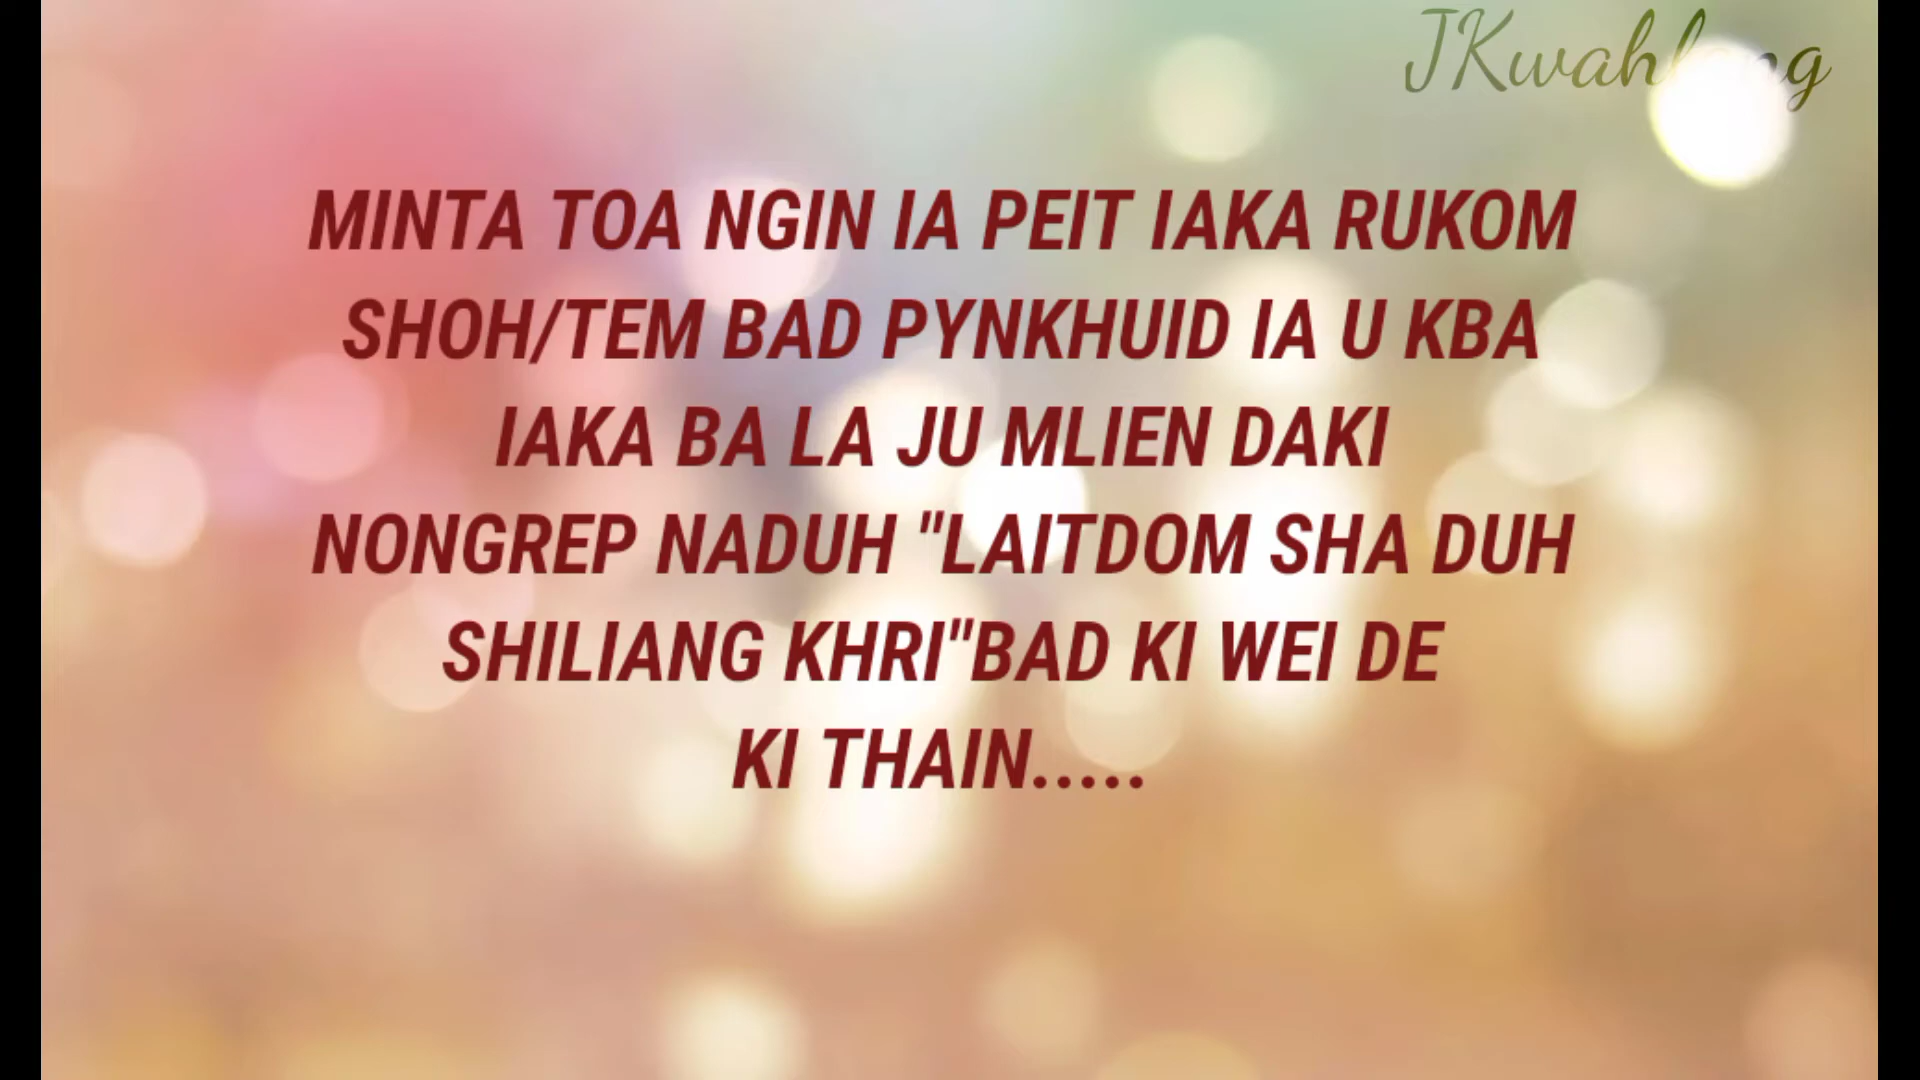 MINTA TOA NGIN IA PEIT IAKA RUKOM
SHOH/TEM BAD PYNKHUID IA U KBA
IAKA BA LA JU MLIEN DAKI
NONGREP NADUH "LAITDOM SHA DUH
SHILIANG KHRI"BAD KI WEI DE
KI THAIN.....